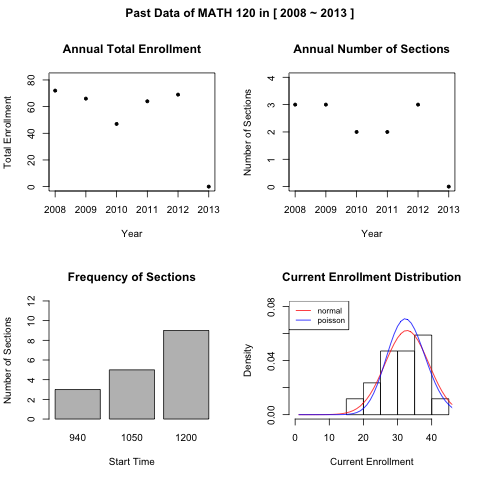 Past Data of MATH 120 in [ 2008 ~ 2013 ]
Annual Total Enrollment
Total Enrollment
80
60
40
20
0
2008 2009 2010 2011 2012 2013
Year
Annual Number of Sections
Number of Sections
4
3
2
1
0
2008 2009 2010 2011 2012 2013
Year
Frequency of Sections
Number of Sections
12
10
8
6
4
2
0
940 1050 1200
Start Time
Current Enrollment Distribution
Density
0.08
0.04
0.00
normal
poisson
0 10 20 30 40
Current Enrollment